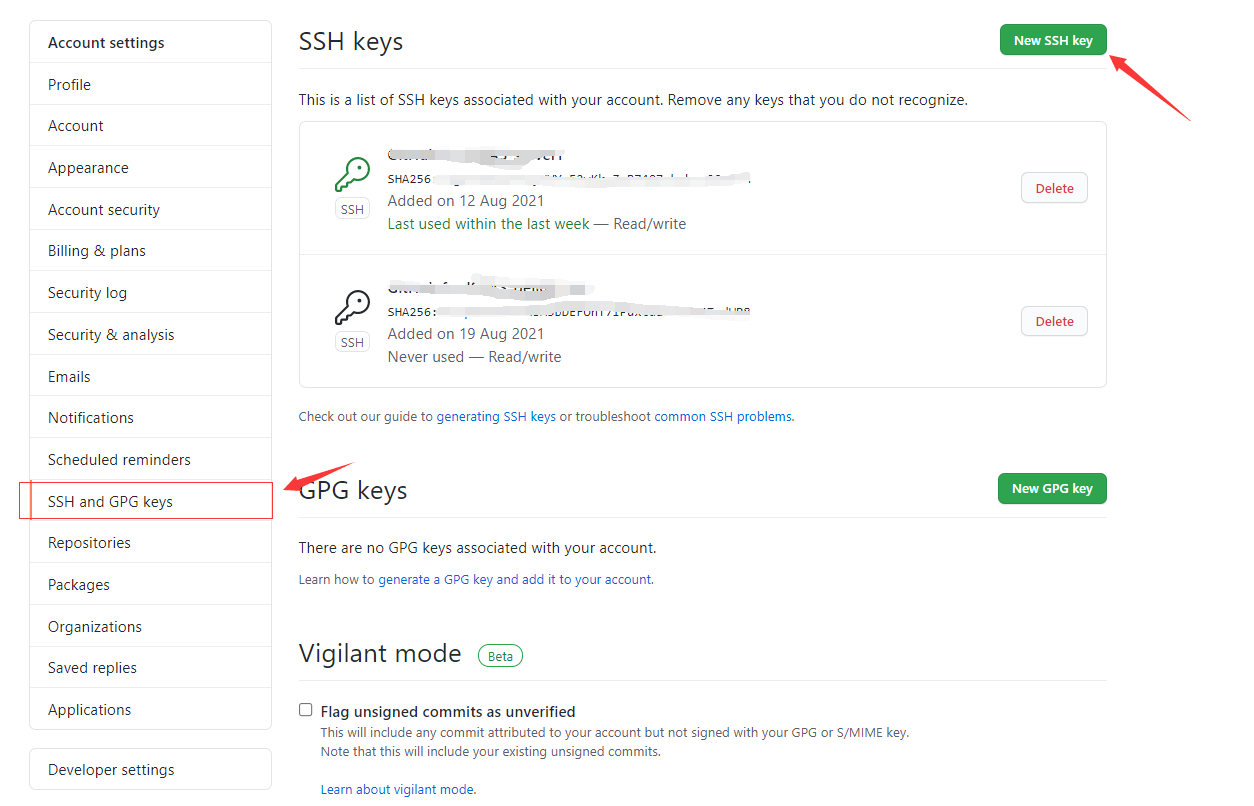 Account settings
Profile
Account
Appearance
Account security
Billing & plans
Security log
Security & analysis
Emails
Notifications
Scheduled reminders
SSH and GPG keys
Repositories
Packages
Organizations
Saved replies
Applications
Developer settings
SSH keys
New SSH key
This is a list of SSH keys associated with your account. Remove any keys that you do not recognize.
SHA256:
SSH
Added on 12 Aug 2021
Last used within the last week — Read/write
Delete
SHA256:
SSH
Added on 19 Aug 2021
Never used — Read/write
Delete
Check out our guide to generating SSH keys or troubleshoot common SSH problems.
GPG keys
New GPG key
There are no GPG keys associated with your account.
Learn how to generate a GPG key and add it to your account.
Vigilant mode
Beta
Flag unsigned commits as unverified
This will include any commit attributed to your account but not signed with your GPG or S/MIME key.
Note that this will include your existing unsigned commits.
Learn about vigilant mode.